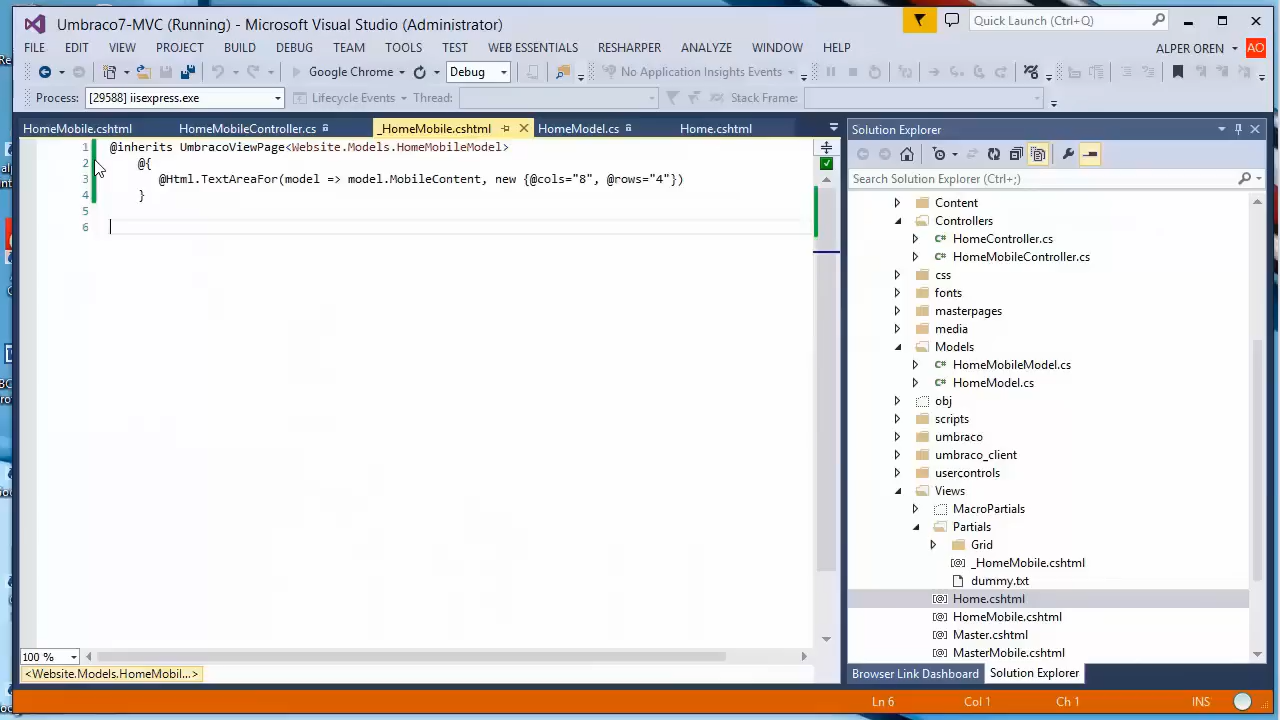 Umbraco7-MVC (Running) - Microsoft Visual Studio (Administrator)
Quick Launch (Ctrl+Q)
FILE EDIT VIEW PROJECT BUILD DEBUG TEAM TOOLS TEST WEB ESSENTIALS RESHARPER ANALYZE WINDOW HELP
ALPER OREN AO
Google Chrome Debug No Application Insights Events
Process: [29588] iisexpress.exe Lifecycle Events Thread: Stack Frame:
HomeMobile.cshtml HomeMobileController.cs _HomeMobile.cshtml HomeModel.cs Home.cshtml
1 @inherits UmbracoViewPage<Website.Models.HomeMobileModel>
2 @{
3 @Html.TextAreaFor(model => model.MobileContent, new {@cols="8", @rows="4"})
4 }
5
6
100 %
<Website.Models.HomeMobil...>
Solution Explorer
Search Solution Explorer (Ctrl+;)
Content
Controllers
C# HomeController.cs
C# HomeMobileController.cs
css
fonts
masterpages
media
Models
C# HomeMobileModel.cs
C# HomeModel.cs
obj
scripts
umbraco
umbraco_client
usercontrols
Views
MacroPartials
Partials
Grid
[@] _HomeMobile.cshtml
dummy.txt
[@] Home.cshtml
[@] HomeMobile.cshtml
[@] Master.cshtml
[@] MasterMobile.cshtml
Browser Link Dashboard Solution Explorer
Ln 6 Col 1 Ch 1 INS